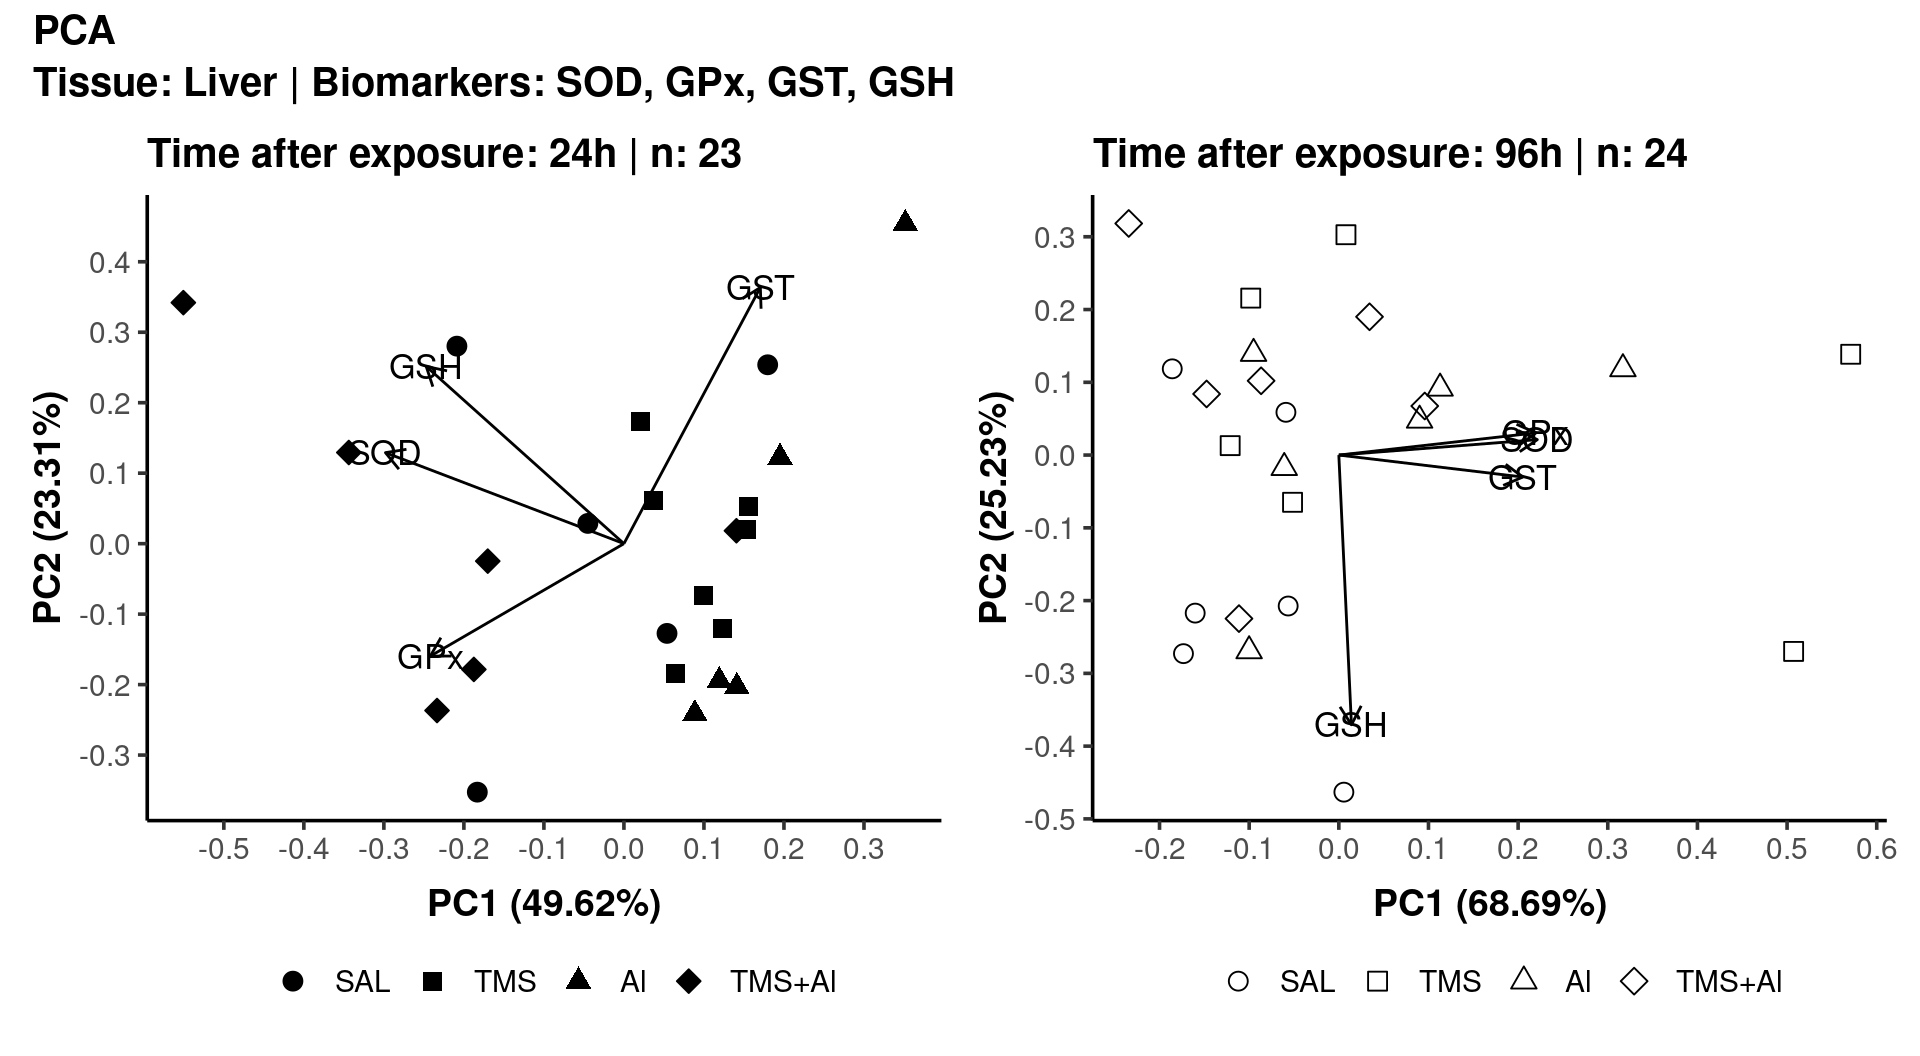 PCA
Tissue: Liver | Biomarkers: SOD, GPx, GST, GSH
Time after exposure: 24h | n: 23
PC2 (23.31%)
0.4
0.3
0.2
0.1
0.0
-0.1
-0.2
-0.3
GST
GSH
SOD
GPx
-0.5 -0.4 -0.3 -0.2 -0.1 0.0 0.1 0.2 0.3
PC1 (49.62%)
SAL TMS Al TMS+Al
Time after exposure: 96h | n: 24
PC2 (25.23%)
0.3
0.2
0.1
0.0
-0.1
-0.2
-0.3
-0.4
-0.5
GPx
SOD
GST
GSH
-0.2 -0.1 0.0 0.1 0.2 0.3 0.4 0.5 0.6
PC1 (68.69%)
SAL TMS Al TMS+Al